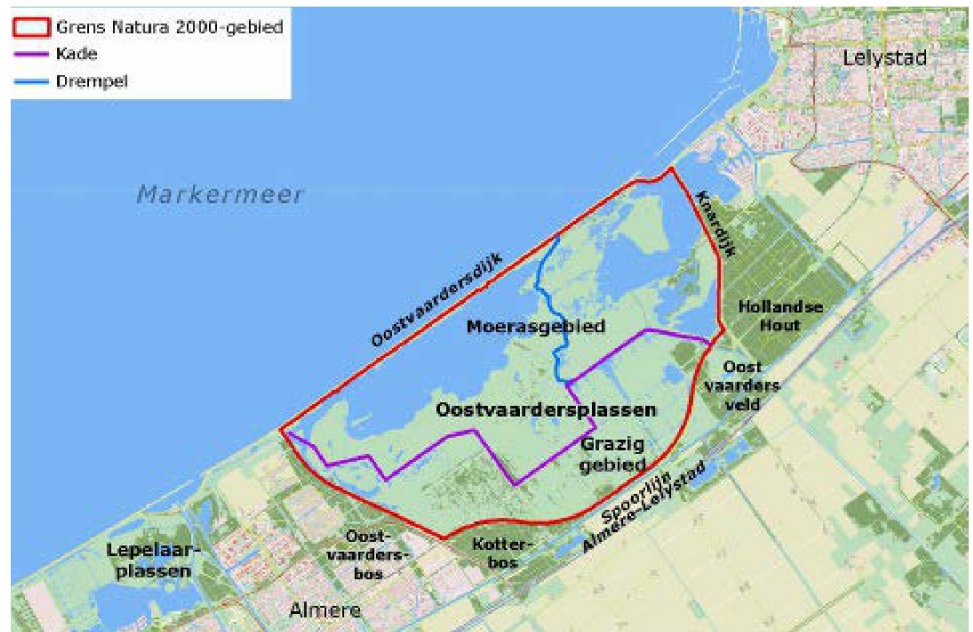 Grens Natura 2000-gebied
Kade
Drempel
Lelystad
Markermeer
Knardijk
Oostvaardersdijk
Hollandse
Hout
Moerasgebied
Oost
vaarders
veld
Oostvaardersplassen
Grazig
gebied
Spoorlijn
Almere-Lelystad
Oost-
vaarders-
bos
Kotter-
bos
Lepelaar-
plassen
Almere